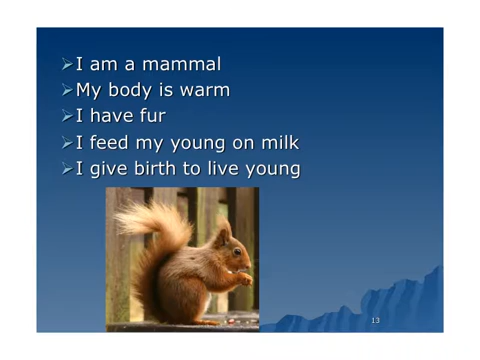 I am a mammal
My body is warm
I have fur
I feed my young on milk
I give birth to live young
13